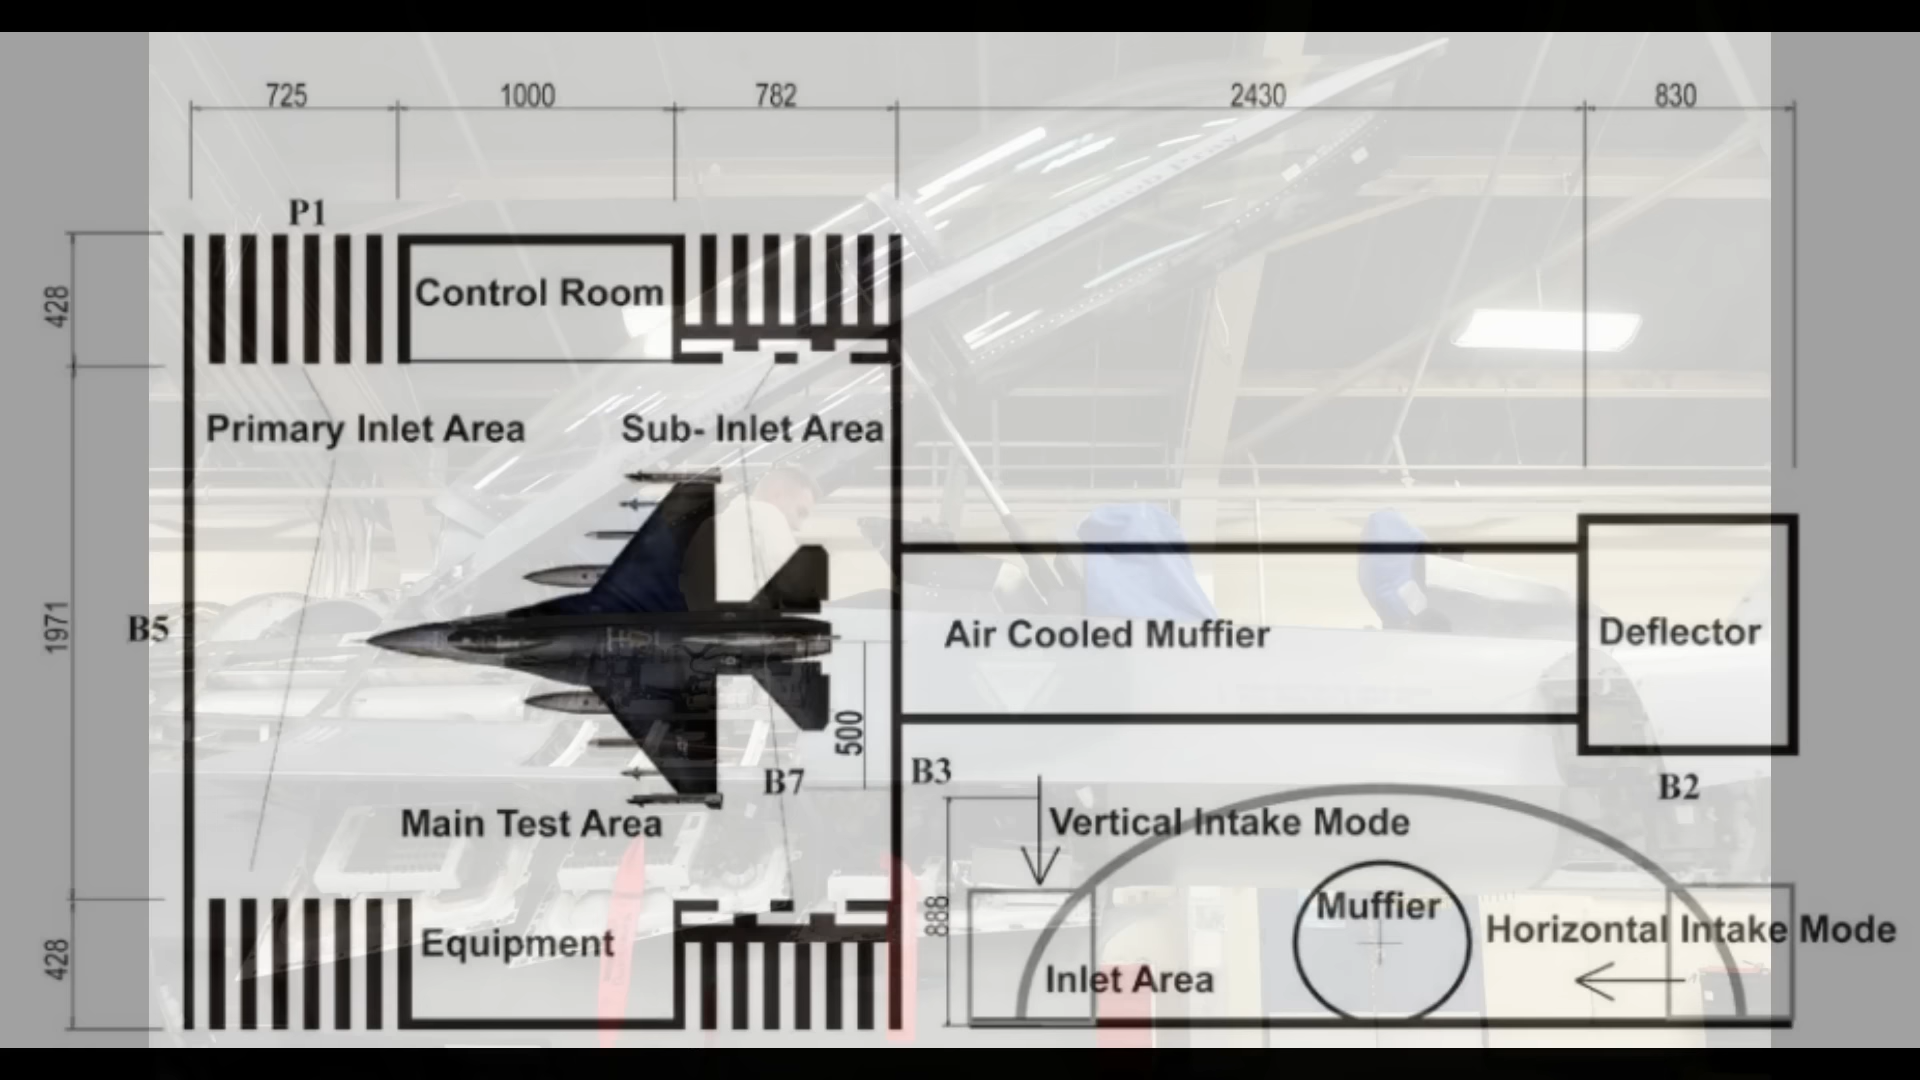 725
1000
782
2430
830
P1
428
Control Room
Primary Inlet Area
Sub- Inlet Area
1971
B5
Air Cooled Muffier
Deflector
500
B7
B3
B2
Main Test Area
Vertical Intake Mode
888
Muffier
Horizontal Intake Mode
Inlet Area
428
Equipment